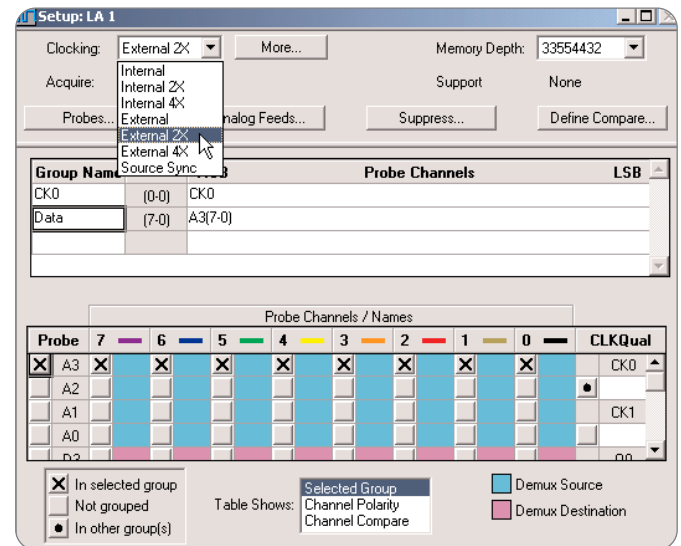 Setup: LA 1
Clocking: External 2X More... Memory Depth: 33554432
Acquire: Support None
Internal
Internal 2X
Internal 4X
External
External 2X
External 4X
Source Sync
Probes... nalog Feeds... Suppress... Define Compare...
Group Name Probe Channels LSB
CK0 (0-0) CK0
Data (7-0) A3(7-0)
Probe Channels / Names
Probe 7 6 5 4 3 2 1 0 CLKQual
A3 CK0
A2
A1 CK1
A0
In selected group
Not grouped
In other group(s)
Table Shows: Selected Group
Channel Polarity
Channel Compare
Demux Source
Demux Destination